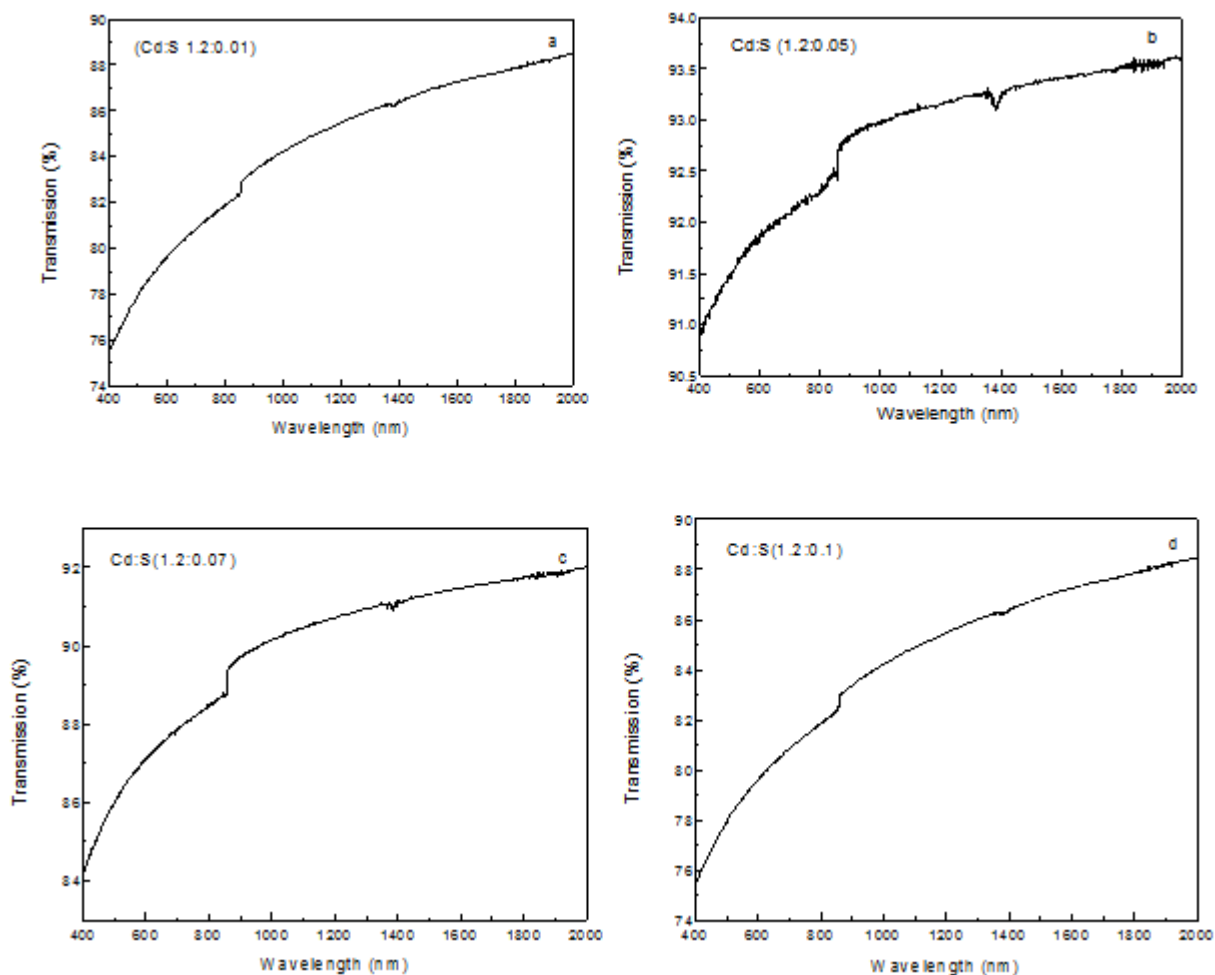 (Cd:S 1.2:0.01)
a
90
88
86
84
82
80
78
76
74
Transmission (%)
400 600 800 1000 1200 1400 1600 1800 2000
Wavelength (nm)
Cd:S (1.2:0.05)
b
94.0
93.5
93.0
92.5
92.0
91.5
91.0
90.5
Transmission (%)
400 600 800 1000 1200 1400 1600 1800 2000
Wavelength (nm)
Cd:S(1.2:0.07)
c
92
90
88
86
84
Transmission (%)
400 600 800 1000 1200 1400 1600 1800 2000
Wavelength (nm)
Cd:S(1.2:0.1)
d
90
88
86
84
82
80
78
76
74
Transmission (%)
400 600 800 1000 1200 1400 1600 1800 2000
Wavelength (nm)